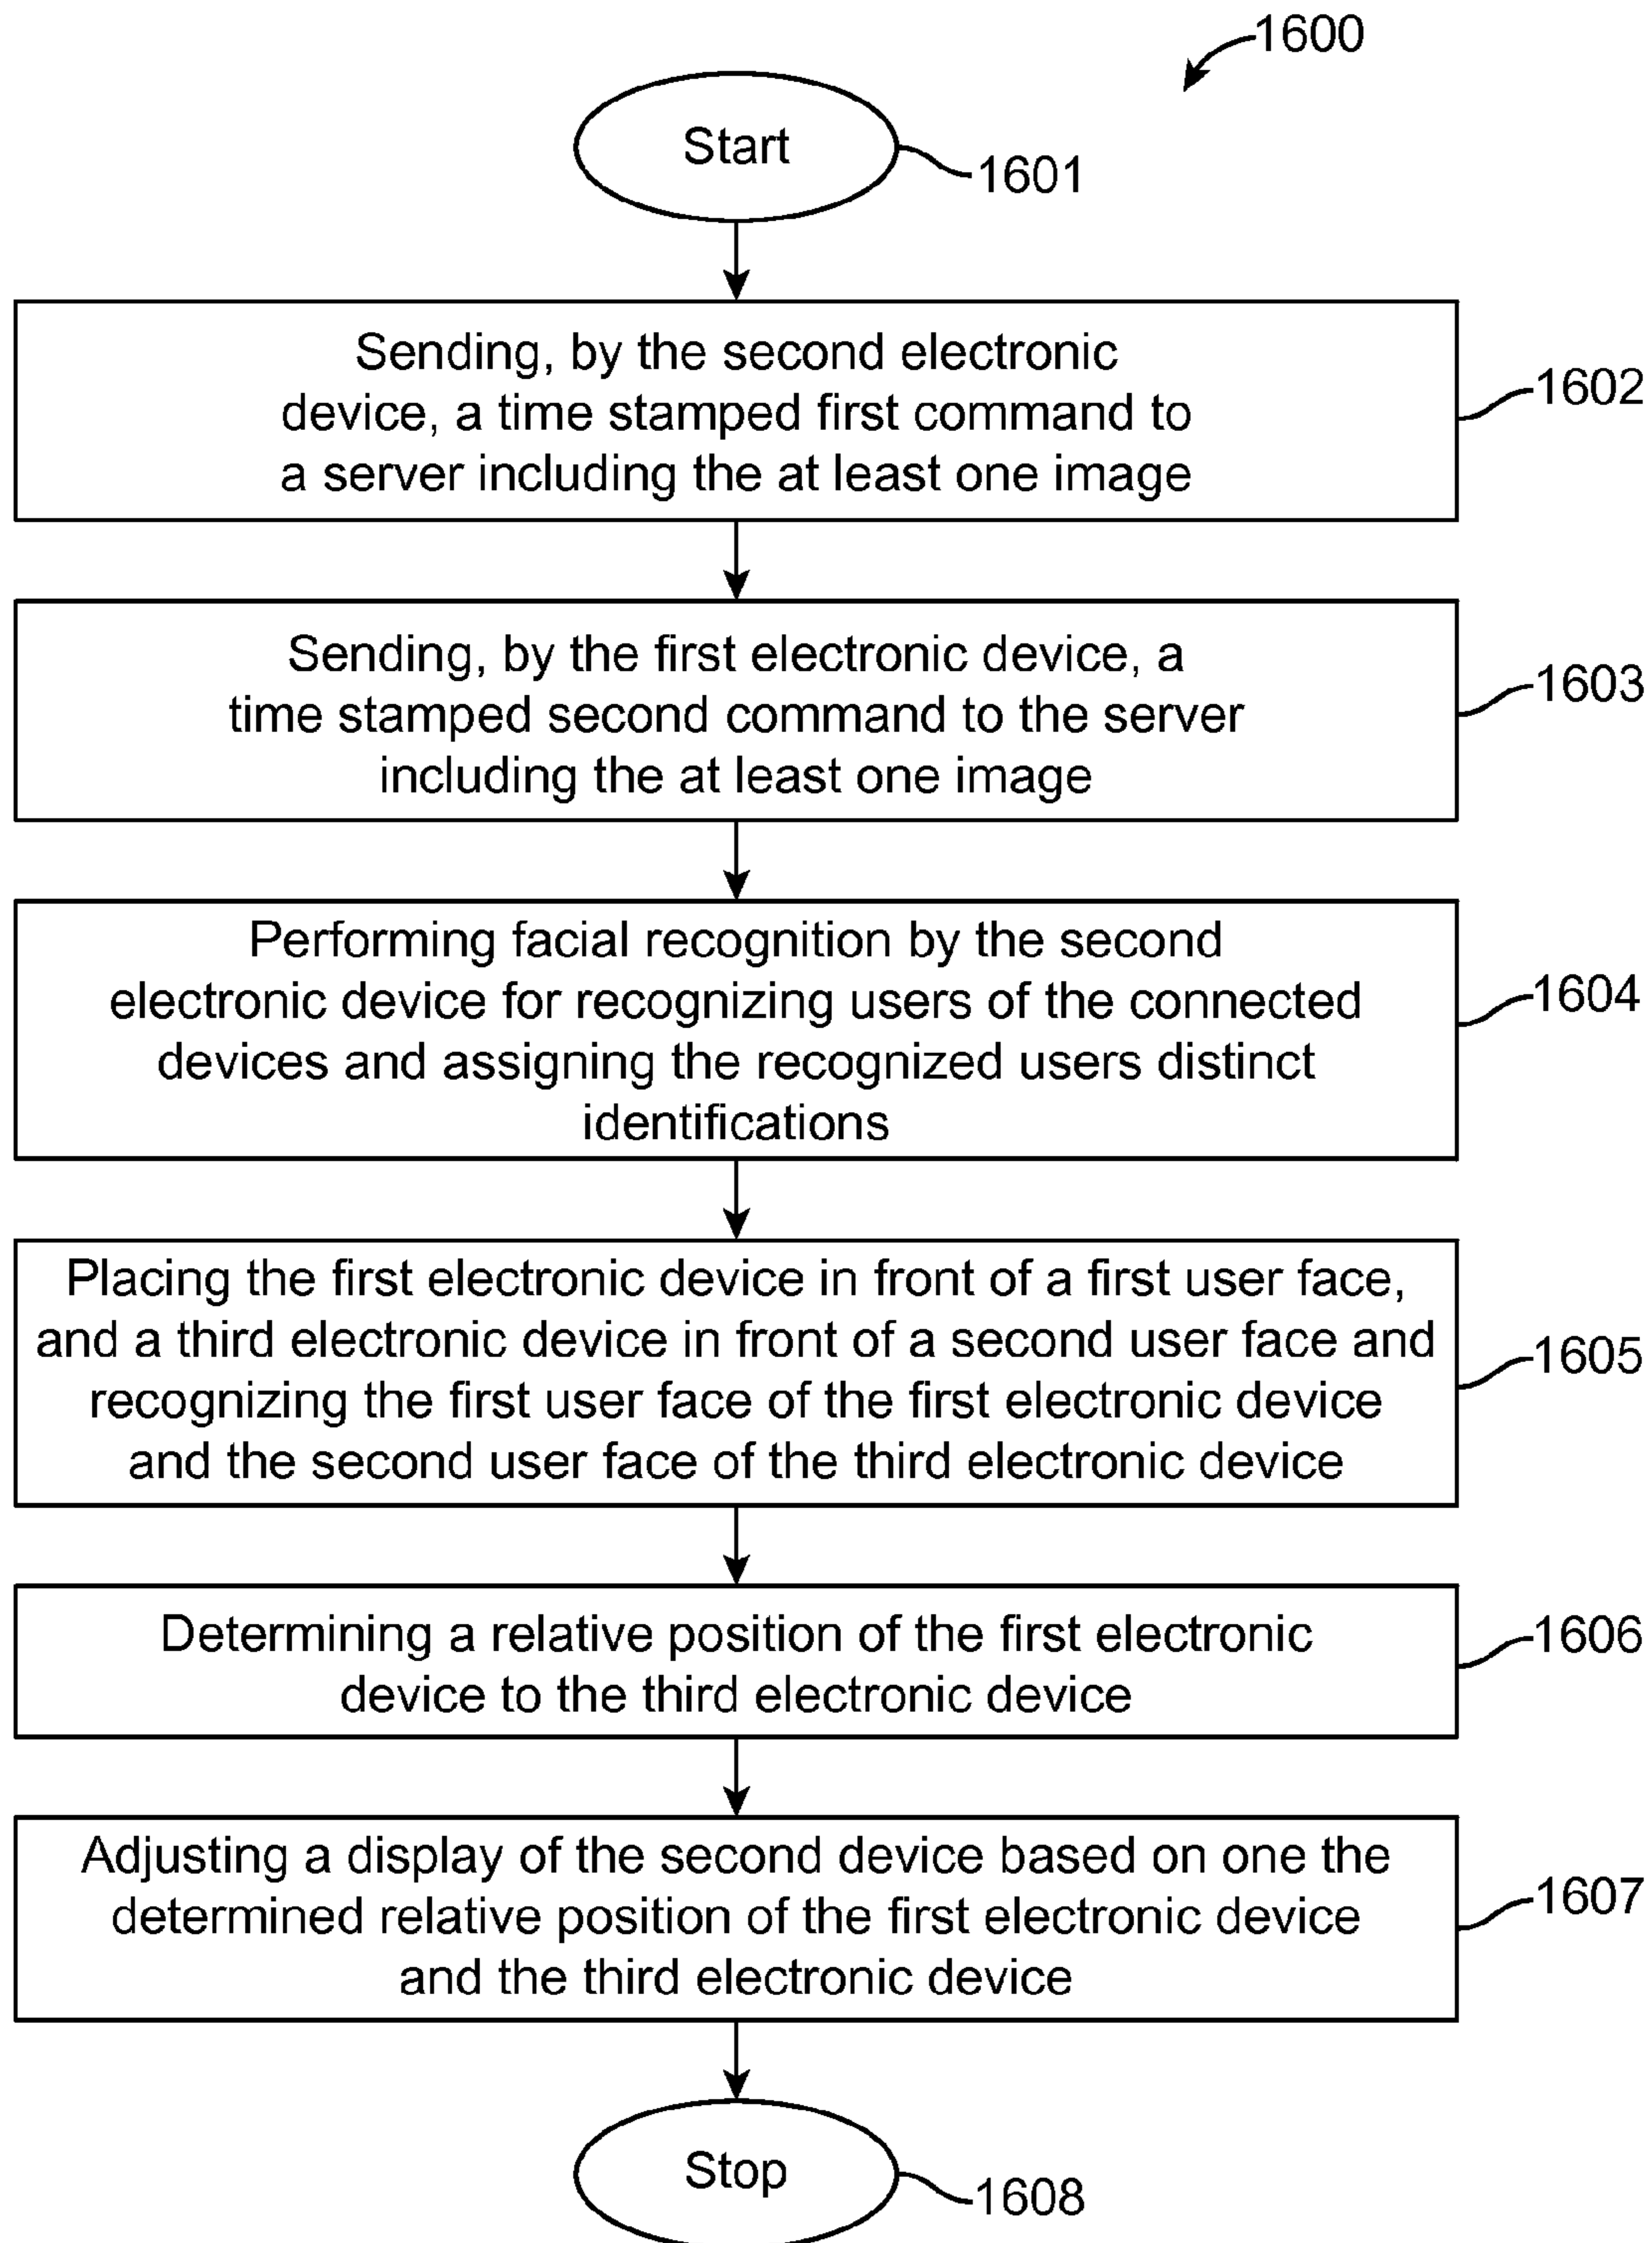 1600
Start
1601
Sending, by the second electronic
device, a time stamped first command to
a server including the at least one image
1602
Sending, by the first electronic device, a
time stamped second command to the server
including the at least one image
1603
Performing facial recognition by the second
electronic device for recognizing users of the connected
devices and assigning the recognized users distinct
identifications
1604
Placing the first electronic device in front of a first user face,
and a third electronic device in front of a second user face and
recognizing the first user face of the first electronic device
and the second user face of the third electronic device
1605
Determining a relative position of the first electronic
device to the third electronic device
1606
Adjusting a display of the second device based on one the
determined relative position of the first electronic device
and the third electronic device
1607
Stop
1608